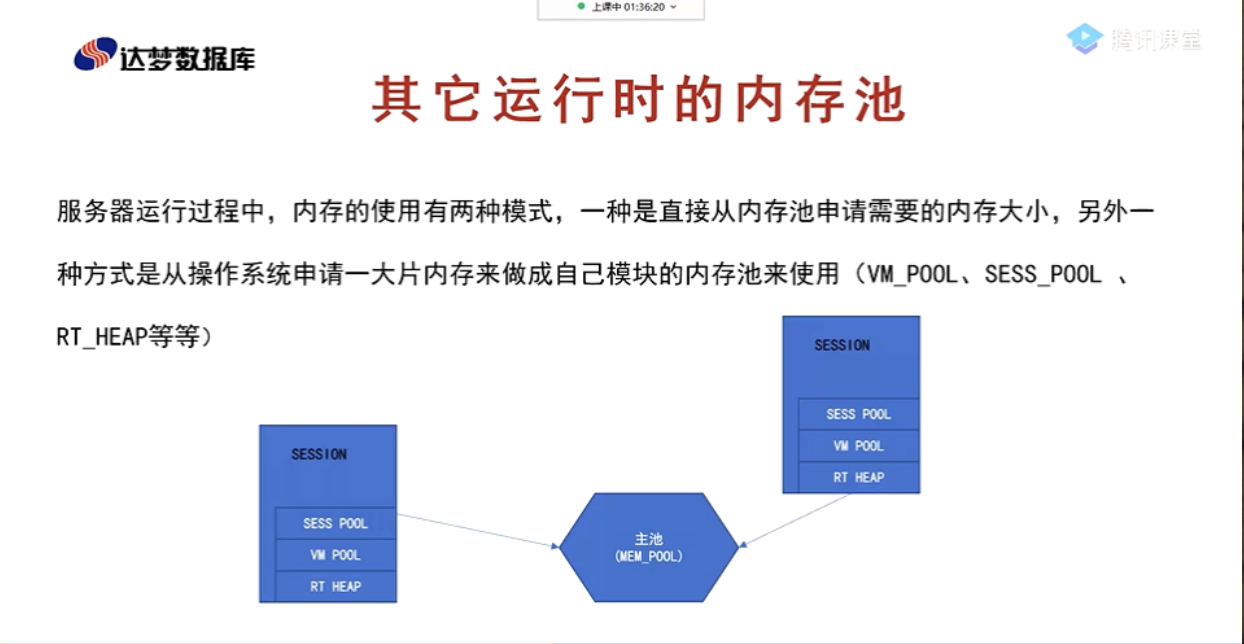 上课中 01:36:20
达梦数据库
腾讯课堂
其它运行时的内存池
服务器运行过程中，内存的使用有两种模式，一种是直接从内存池申请需要的内存大小，另外一
种方式是从操作系统申请一大片内存来做成自己模块的内存池来使用（VM_POOL、SESS_POOL 、
RT_HEAP等等）
SESSION
SESS POOL
VM POOL
RT HEAP
SESSION
SESS POOL
VM POOL
RT HEAP
主池
(MEM_POOL)